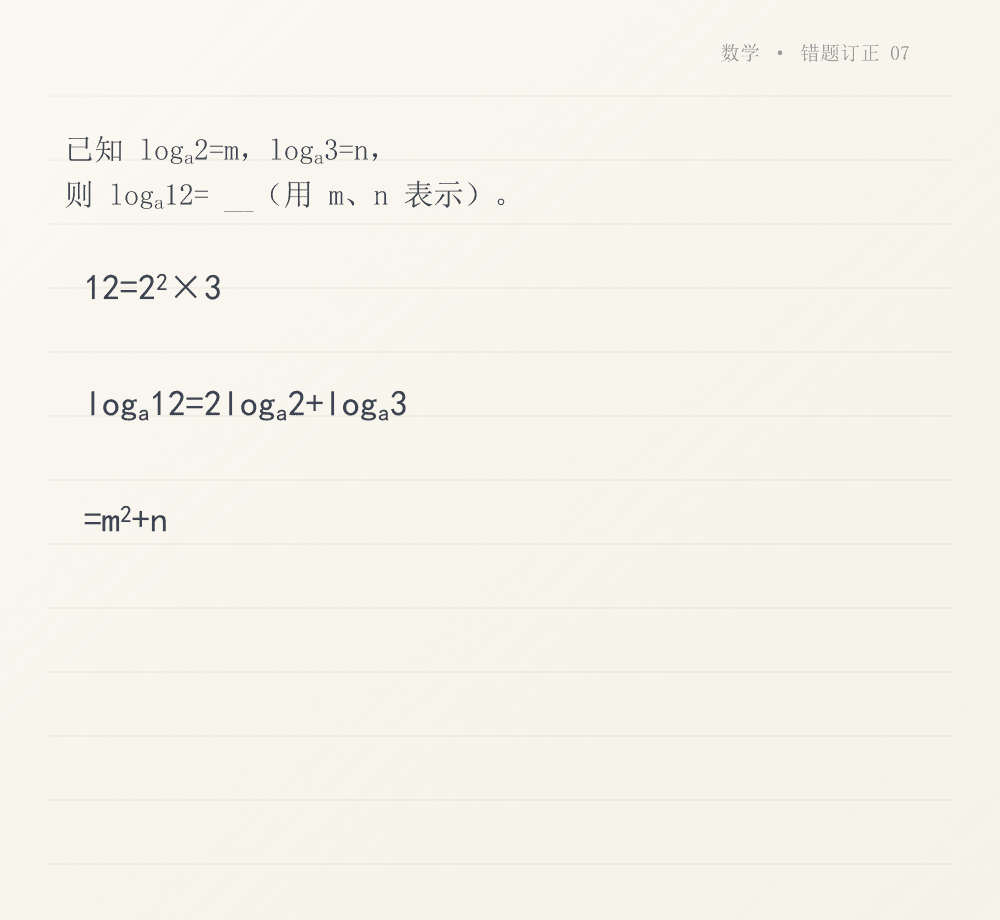 数学 · 错题订正 07
已知 logₐ2=m，logₐ3=n，
则 logₐ12= __（用 m、n 表示）。
12=2²×3
logₐ12=2logₐ2+logₐ3
=m²+n